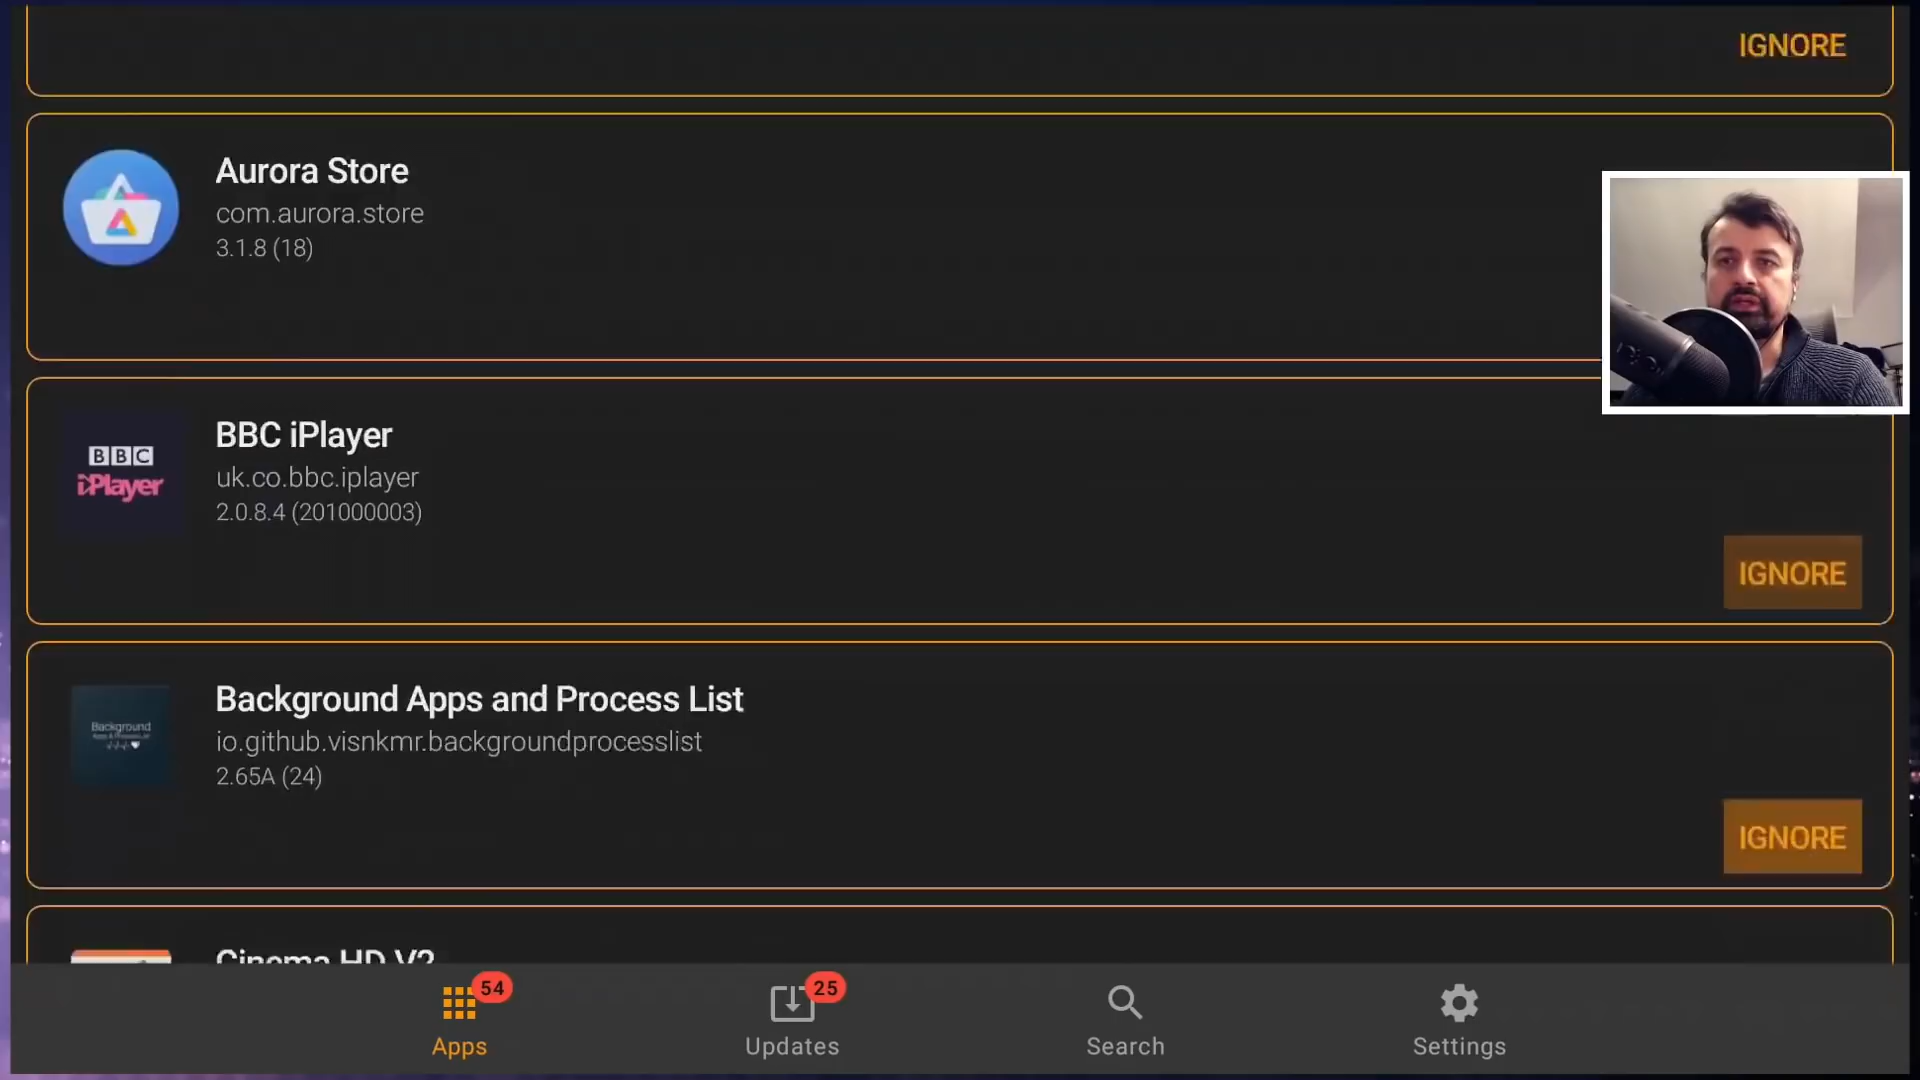 IGNORE
Aurora Store
com.aurora.store
3.1.8 (18)
BBC
iPlayer
BBC iPlayer
uk.co.bbc.iplayer
2.0.8.4 (201000003)
IGNORE
Background
Background Apps and Process List
io.github.visnkmr.backgroundprocesslist
2.65A (24)
IGNORE
Cinema HD V2
54
25
Apps
Updates
Search
Settings